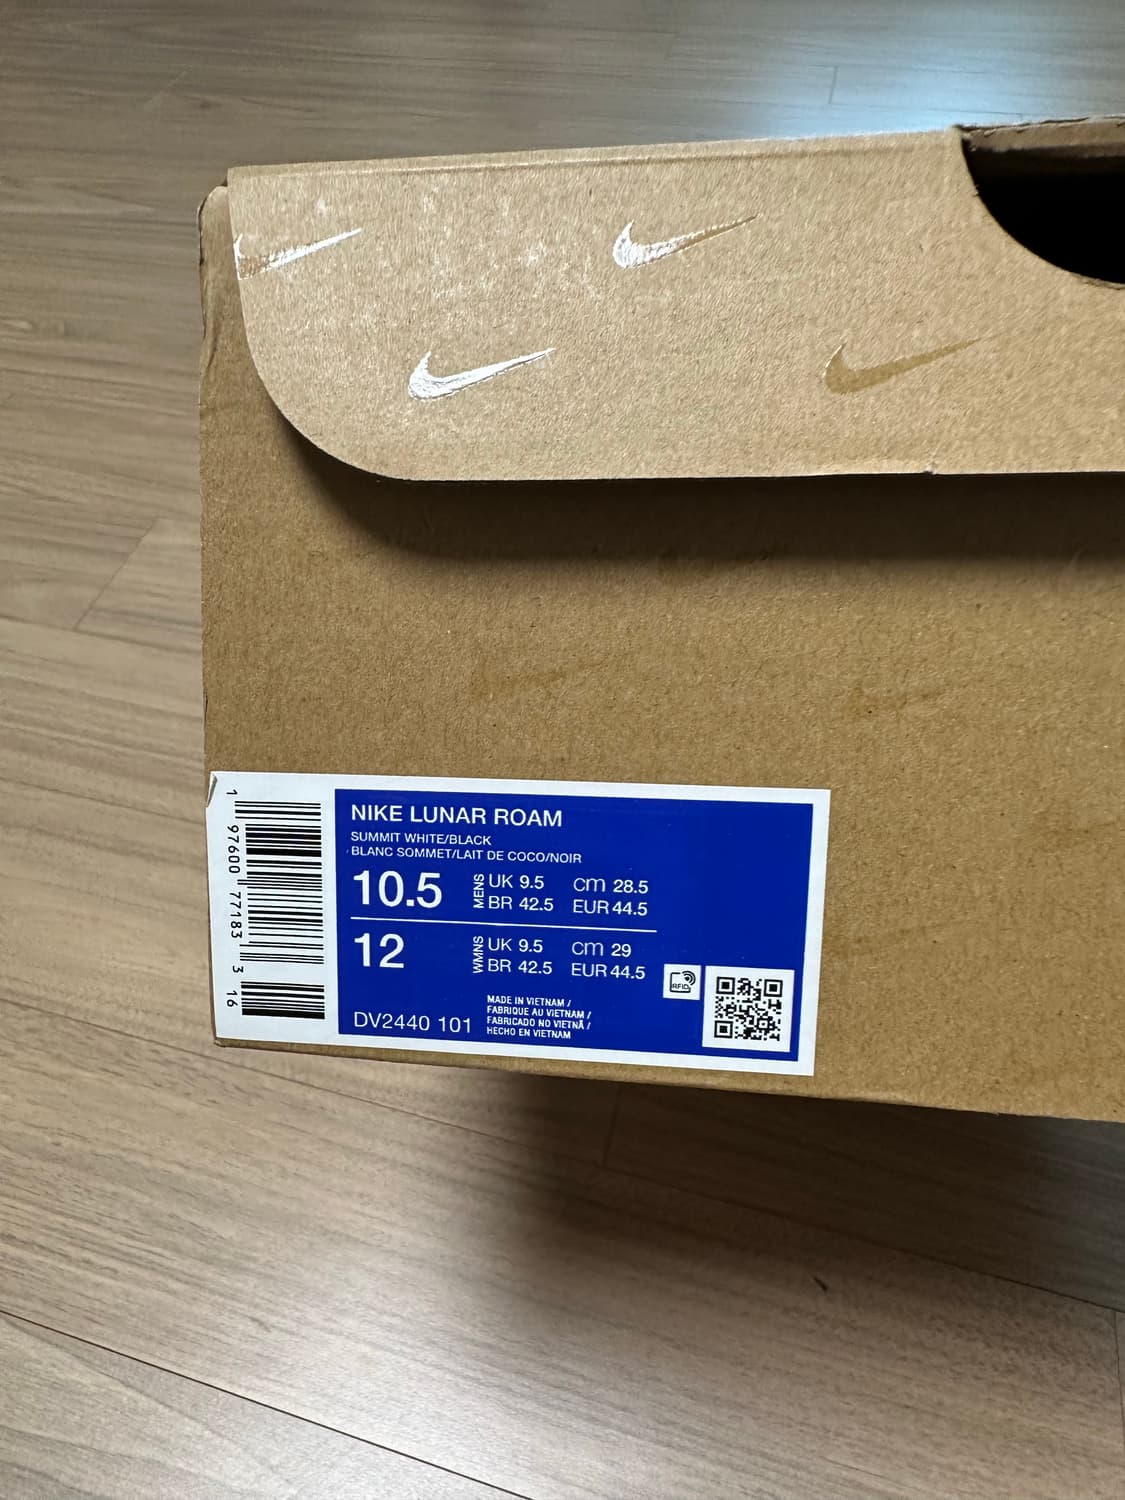 NIKE LUNAR ROAM
SUMMIT WHITE/BLACK
BLANC SOMMET/LAIT DE COCO/NOIR
10.5 MENS UK 9.5 cm 28.5
BR 42.5 EUR 44.5
12 WMNS UK 9.5 cm 29
BR 42.5 EUR 44.5
RFID
MADE IN VIETNAM /
FABRIQUE AU VIETNAM /
FABRICADO NO VIETNÃ /
HECHO EN VIETNAM
DV2440 101
1 97600 77183 3 16